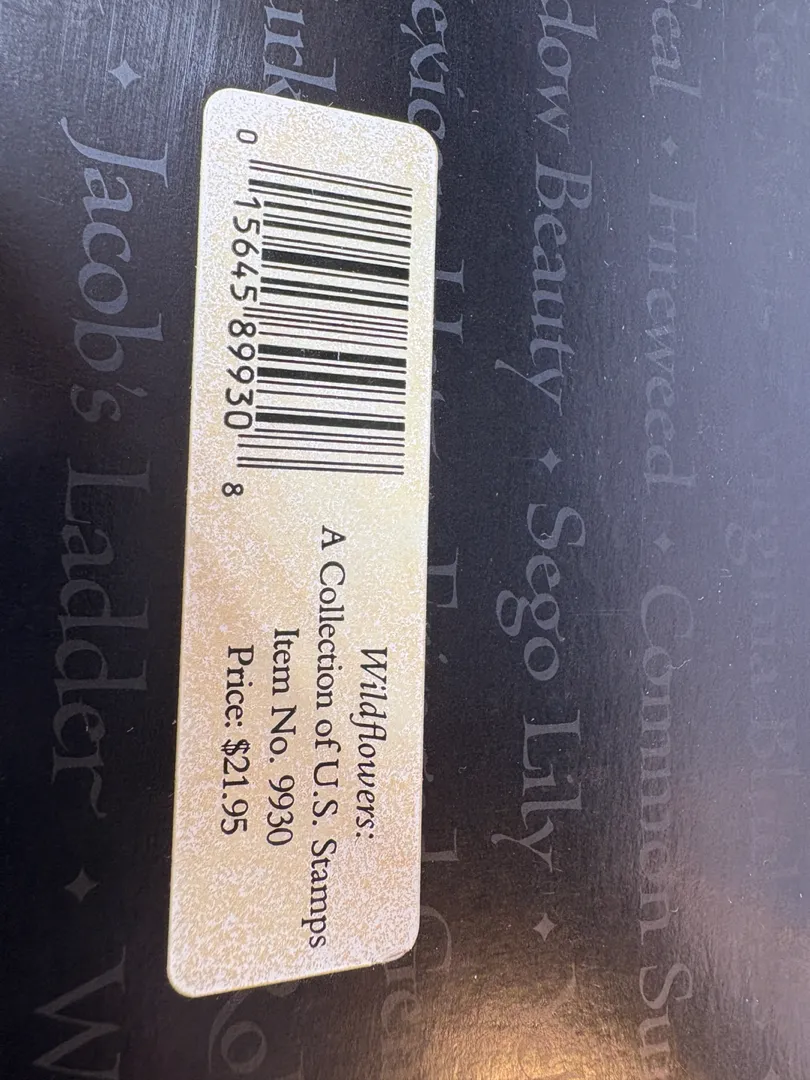 Wildflowers:
A Collection of U.S. Stamps
Item No. 9930
Price: $21.95
0 15645 89930 8
Fireweed ✦ Common
dow Beauty ✦ Sego Lily ✦
✦ Jacob's Ladder ✦